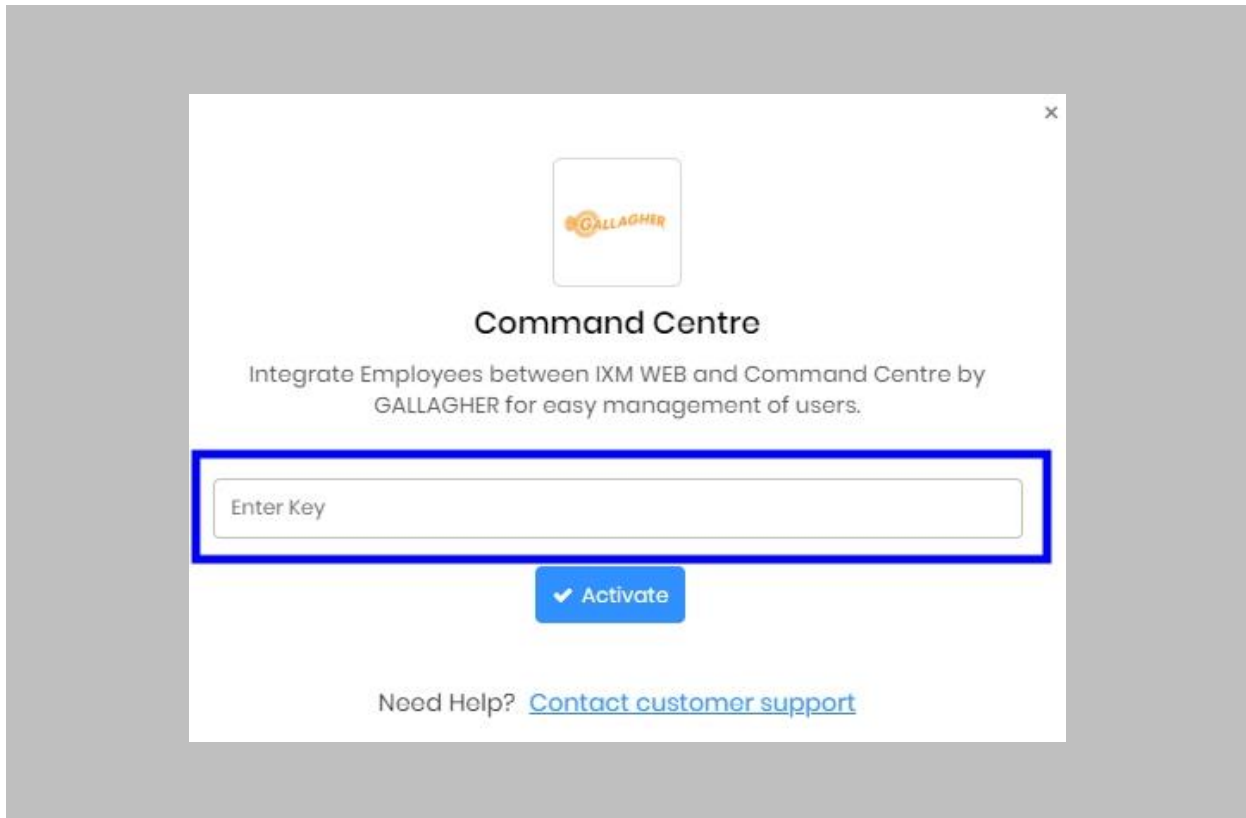 GALLAGHER
Command Centre
Integrate Employees between IXM WEB and Command Centre by
GALLAGHER for easy management of users.
Enter Key
Activate
Need Help? Contact customer support